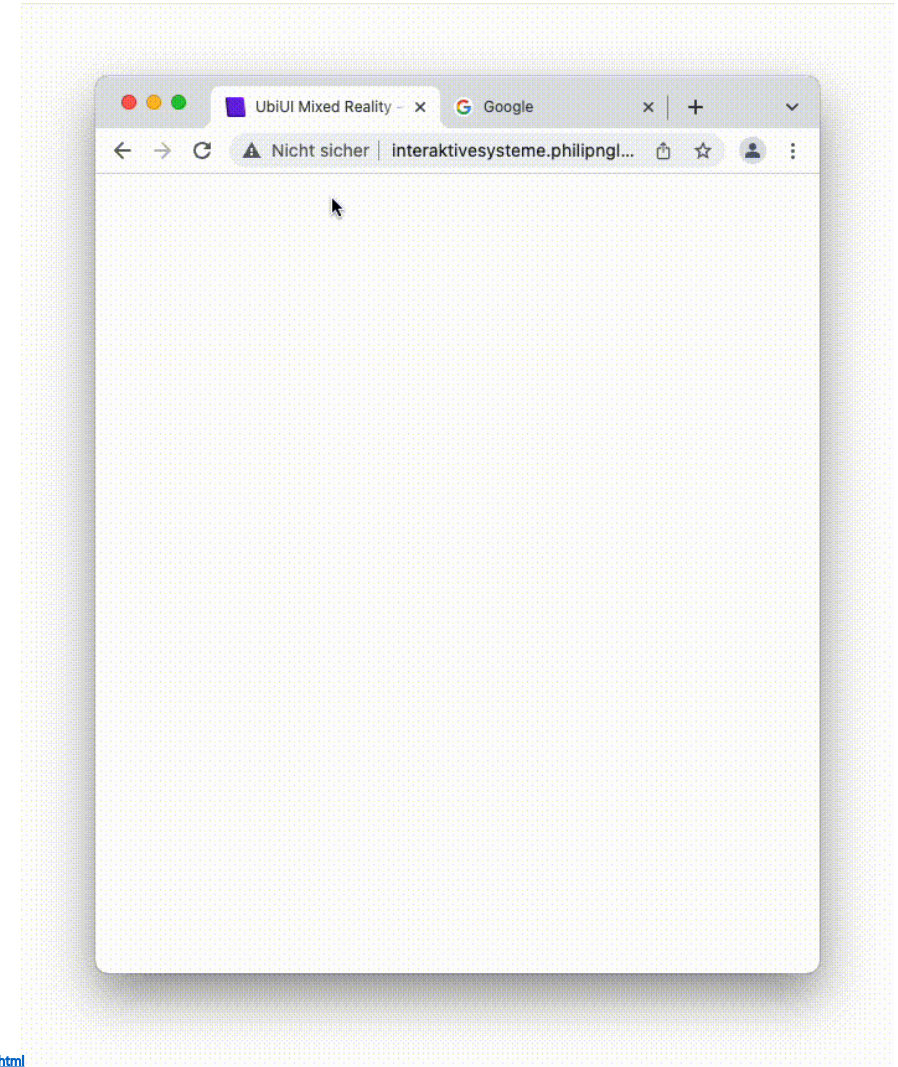 UbiUI Mixed Reality -
Google
Nicht sicher
interaktivesysteme.philipngl...
html